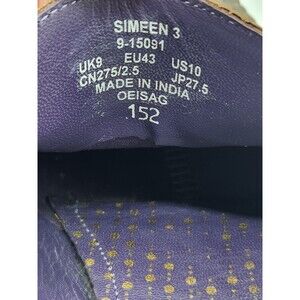 SIMEEN 3
9-15091
UK9 EU43 US10
CN275/2.5 JP27.5
MADE IN INDIA
OEISAG
152